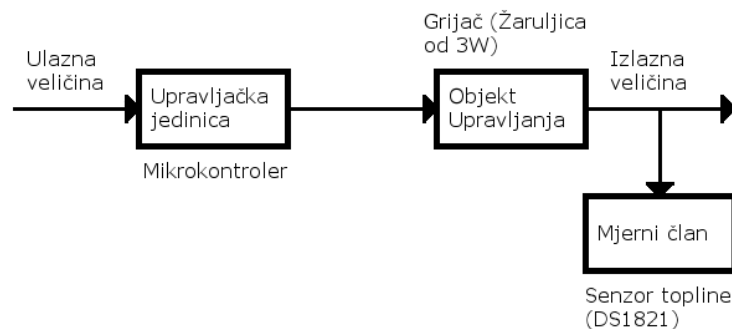 Grijač (Žaruljica
od 3W)
Ulazna
veličina
Izlazna
veličina
Upravljačka
jedinica
Objekt
Upravljanja
Mikrokontroler
Mjerni član
Senzor topline
(DS1821)